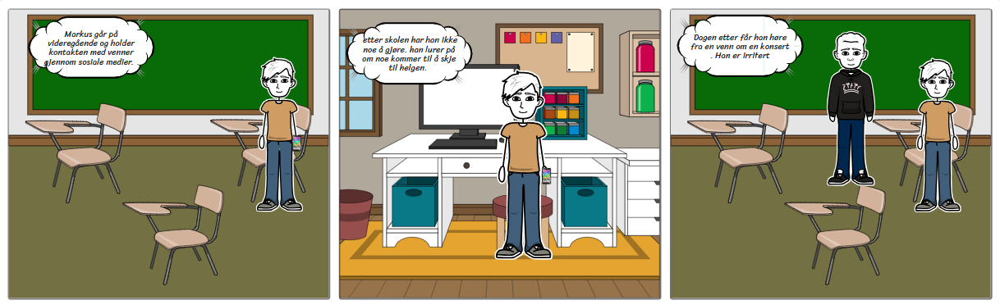 Markus går på
videregående og holder
kontakten med venner
gjennom sosiale medier.
etter skolen har han ikke
noe å gjøre. han lurer på
om noe kommer til å skje
til helgen.
Dagen etter får han høre
fra en venn om en konsert
. Han er irritert